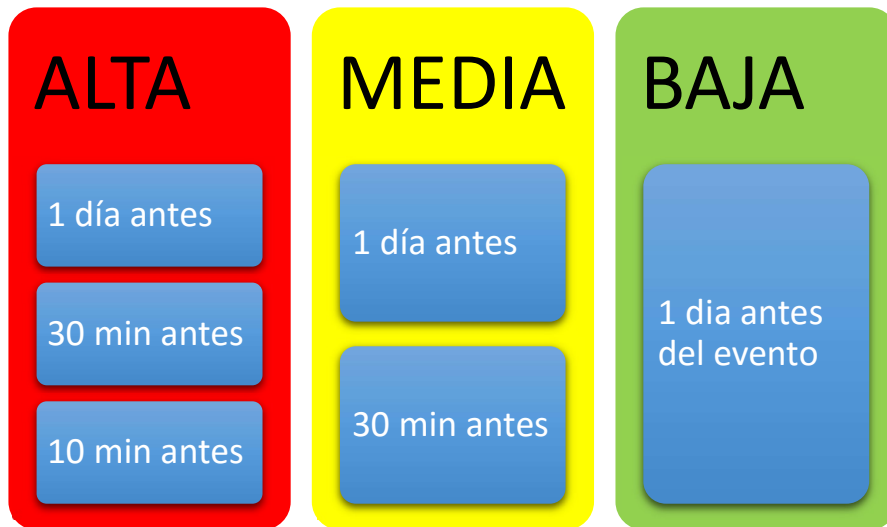 ALTA
1 día antes
30 min antes
10 min antes
MEDIA
1 día antes
30 min antes
BAJA
1 dia antes
del evento